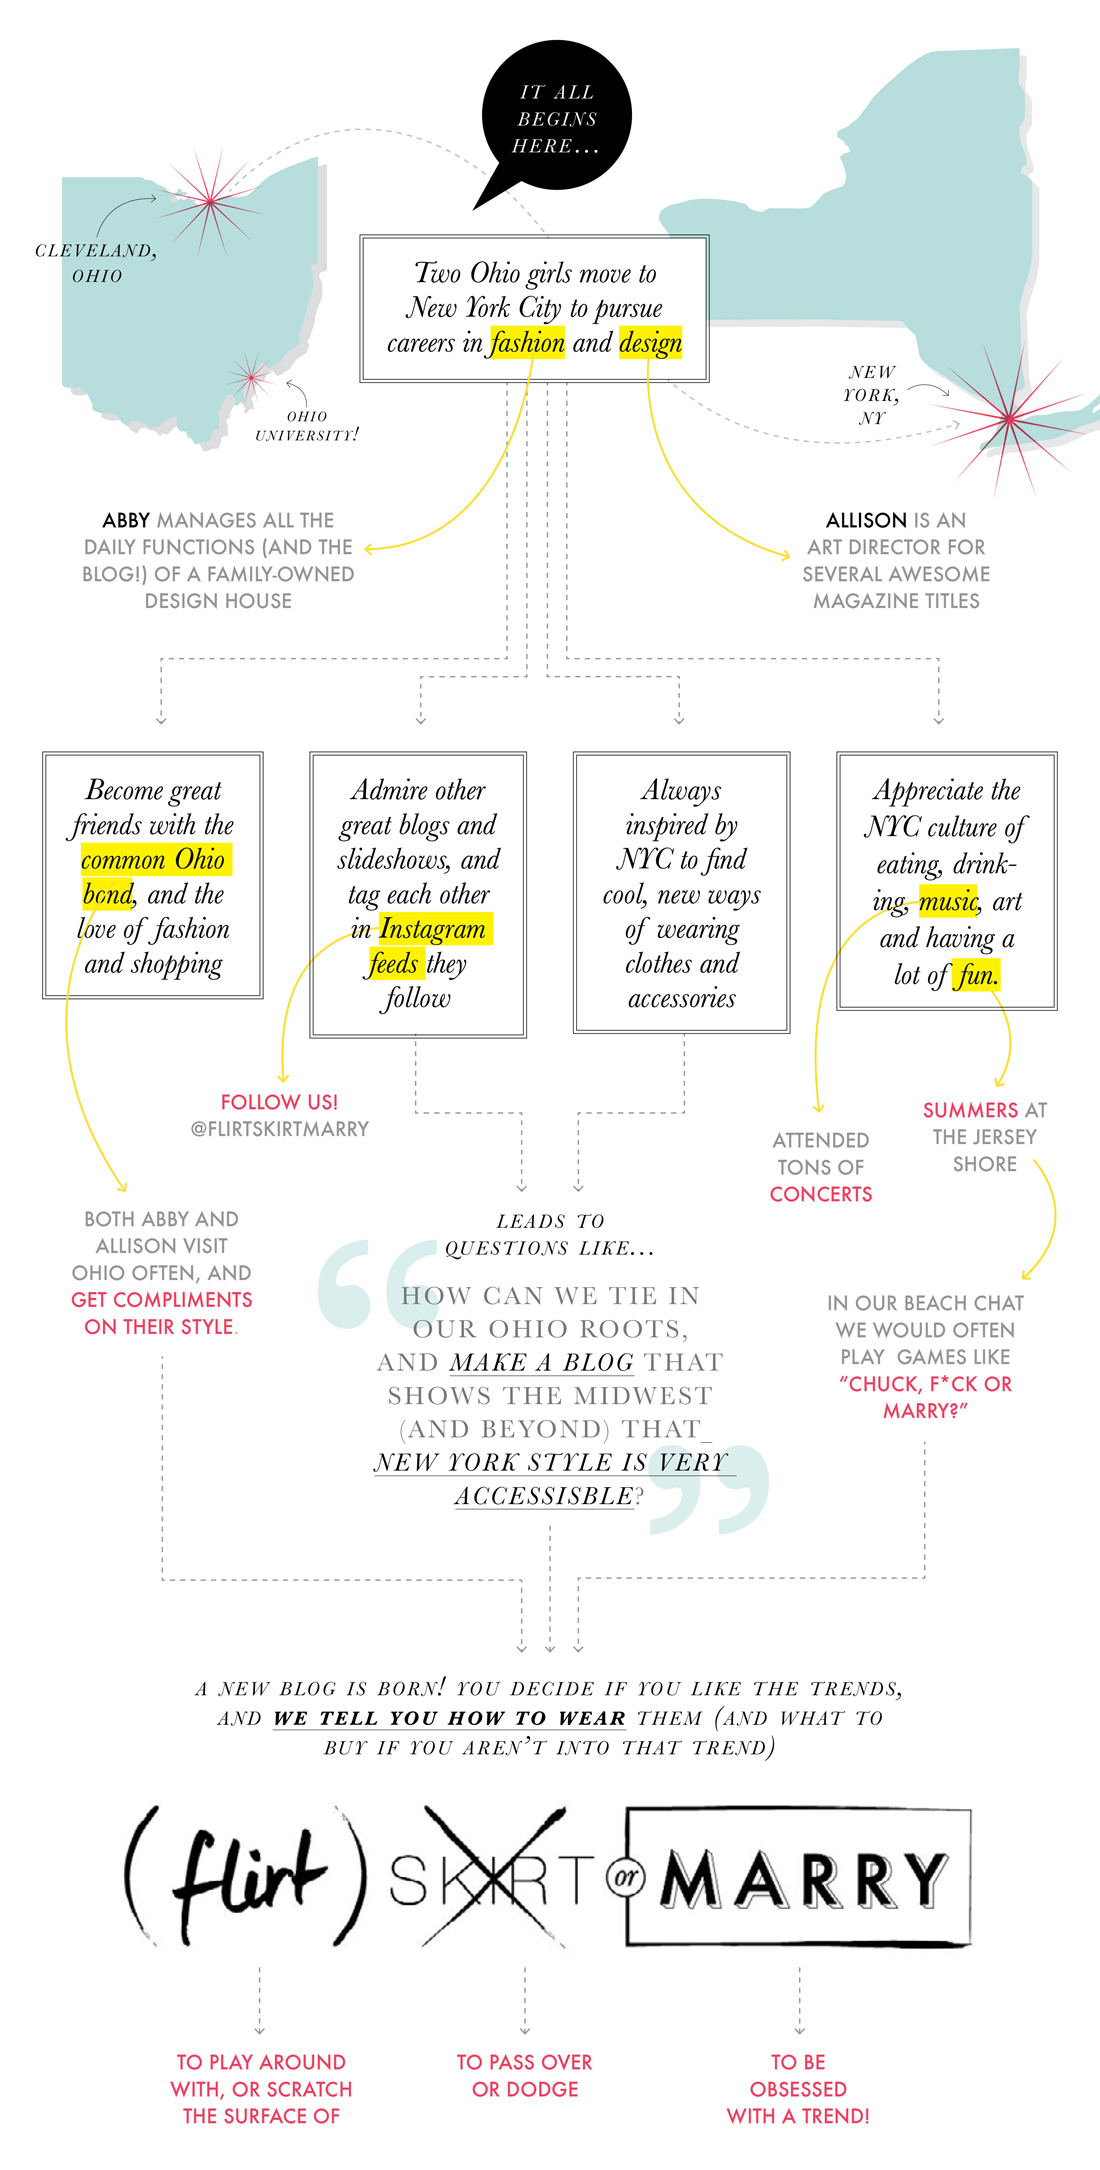 IT ALL
BEGINS
HERE...
CLEVELAND,
OHIO
Two Ohio girls move to
New York City to pursue
careers in fashion and design
NEW
YORK,
NY
OHIO
UNIVERSITY!
ABBY MANAGES ALL THE
DAILY FUNCTIONS (AND THE
BLOG!) OF A FAMILY-OWNED
DESIGN HOUSE
ALLISON IS AN
ART DIRECTOR FOR
SEVERAL AWESOME
MAGAZINE TITLES
Become great
friends with the
common Ohio
bond, and the
love of fashion
and shopping
Admire other
great blogs and
slideshows, and
tag each other
in Instagram
feeds they
follow
Always
inspired by
NYC to find
cool, new ways
of wearing
clothes and
accessories
Appreciate the
NYC culture of
eating, drink-
ing, music, art
and having a
lot of fun.
FOLLOW US!
@FLIRTSKIRTMARRY
ATTENDED
TONS OF
CONCERTS
SUMMERS AT
THE JERSEY
SHORE
BOTH ABBY AND
ALLISON VISIT
OHIO OFTEN, AND
GET COMPLIMENTS
ON THEIR STYLE.
LEADS TO
QUESTIONS LIKE...
“HOW CAN WE TIE IN
OUR OHIO ROOTS,
AND MAKE A BLOG THAT
SHOWS THE MIDWEST
(AND BEYOND) THAT
NEW YORK STYLE IS VERY
ACCESSISBLE?”
IN OUR BEACH CHAT
WE WOULD OFTEN
PLAY GAMES LIKE
“CHUCK, F*CK OR
MARRY?”
A NEW BLOG IS BORN! YOU DECIDE IF YOU LIKE THE TRENDS,
AND WE TELL YOU HOW TO WEAR THEM (AND WHAT TO
BUY IF YOU AREN’T INTO THAT TREND)
(flirt) SKIRT or MARRY
TO PLAY AROUND
WITH, OR SCRATCH
THE SURFACE OF
TO PASS OVER
OR DODGE
TO BE
OBSESSED
WITH A TREND!